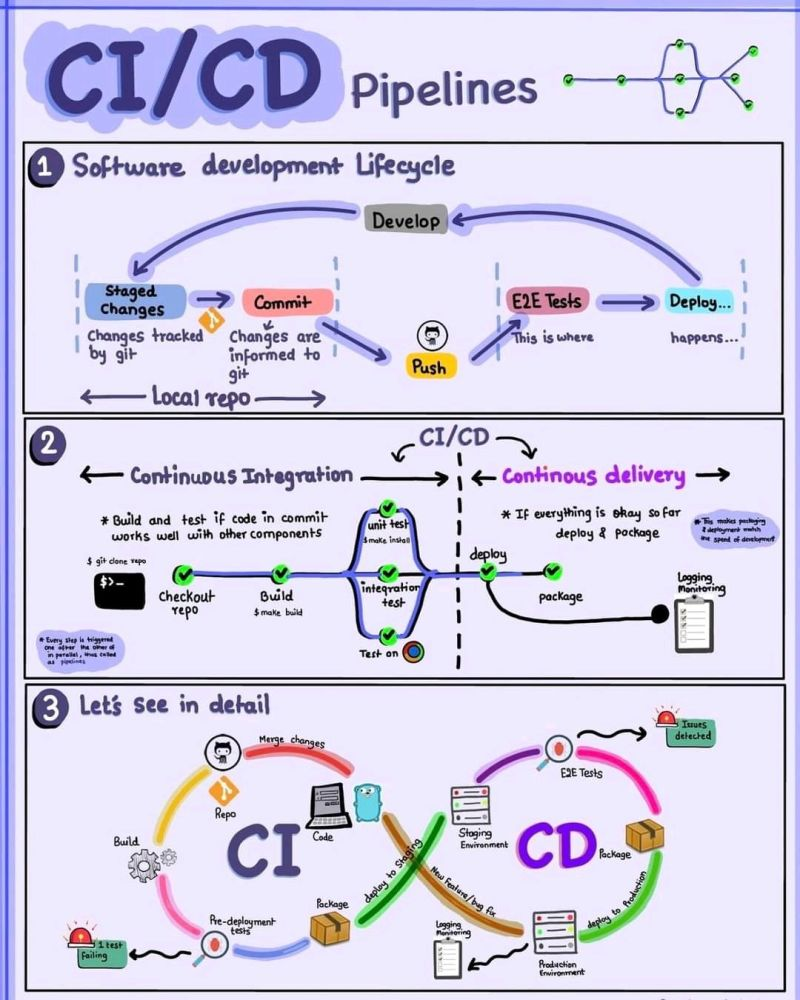 CI/CD Pipelines
1 Software development Lifecycle
Develop
Staged
Changes
Commit
Changes tracked
by git
Changes are
informed to
git
Local repo
Push
E2E Tests
Deploy...
This is where
happens...
2
CI/CD
Continuous Integration
Continous delivery
* Build and test if code in commit
works well with other components
* If everything is okay so far
deploy & package
* This makes packaging
& deployment match
the speed of development
$ git clone repo
$>-
Checkout
repo
Build
$ make build
unit test
$ make install
integration
test
Test on
deploy
package
Logging
Monitoring
* Every step is triggered
one after the other or
in parallel, thus called
as pipelines
3 Let's see in detail
Merge changes
Repo
Code
Build
CI
Pre-deployment
tests
1 test
failing
Package
deploy to Staging
New feature/bug fix
Staging
Environment
E2E Tests
Issues
detected
CD
Package
deploy to Production
Production
Environment
Logging
Monitoring